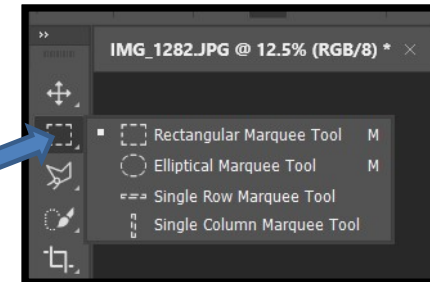 IMG_1282.JPG @ 12.5% (RGB/8) * ×
Rectangular Marquee Tool M
Elliptical Marquee Tool M
Single Row Marquee Tool
Single Column Marquee Tool